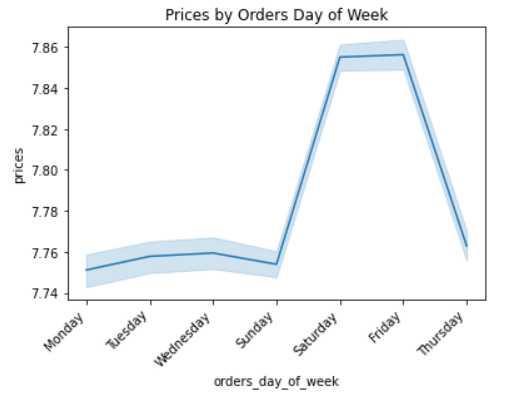 Prices by Orders Day of Week
prices
7.86
7.84
7.82
7.80
7.78
7.76
7.74
Monday
Tuesday
Wednesday
Sunday
Saturday
Friday
Thursday
orders_day_of_week